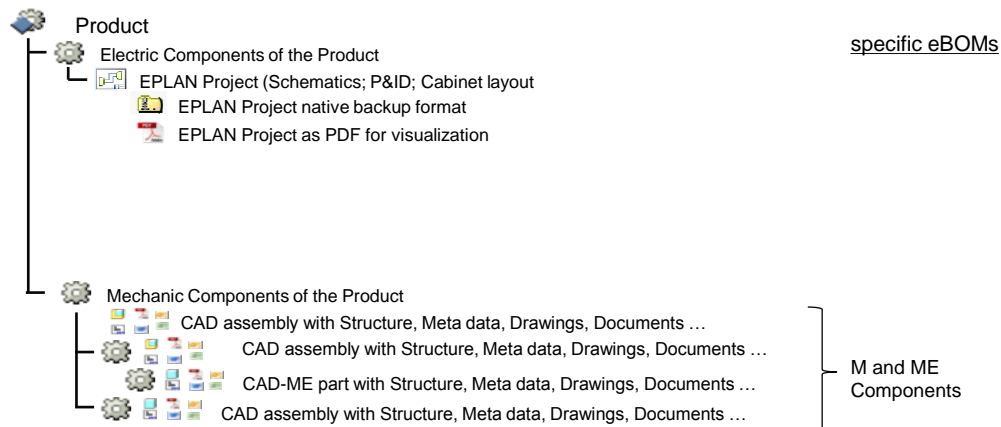 Product
specific eBOMs
Electric Components of the Product
EPLAN Project (Schematics; P&ID; Cabinet layout
EPLAN Project native backup format
EPLAN Project as PDF for visualization
Mechanic Components of the Product
CAD assembly with Structure, Meta data, Drawings, Documents …
CAD assembly with Structure, Meta data, Drawings, Documents …
CAD-ME part with Structure, Meta data, Drawings, Documents …
CAD assembly with Structure, Meta data, Drawings, Documents …
M and ME
Components